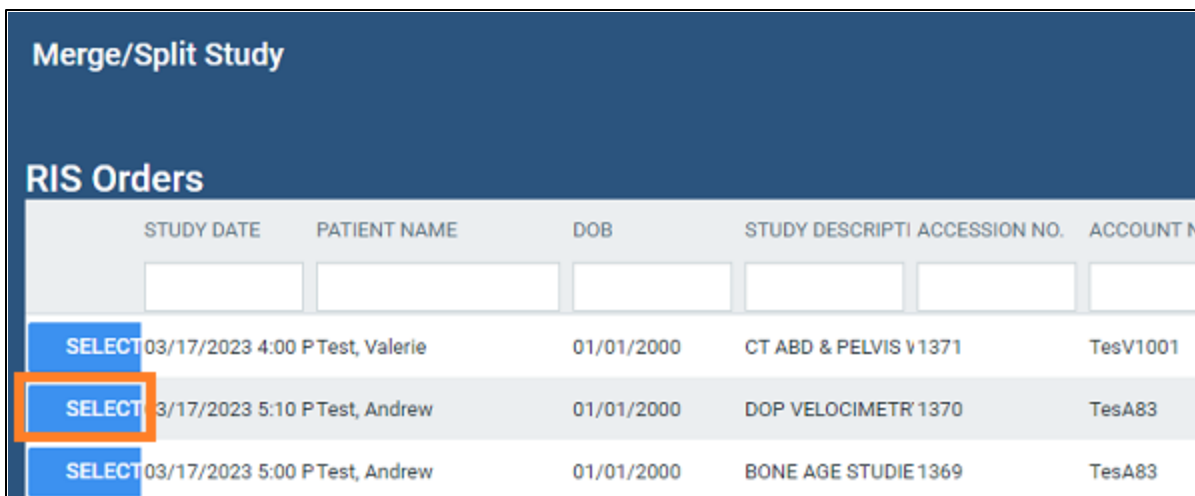 Merge/Split Study
RIS Orders
STUDY DATE PATIENT NAME DOB STUDY DESCRIPTI ACCESSION NO. ACCOUNT N
SELECT 03/17/2023 4:00 P Test, Valerie 01/01/2000 CT ABD & PELVIS 1371 TesV1001
SELECT 3/17/2023 5:10 P Test, Andrew 01/01/2000 DOP VELOCIMETR 1370 TesA83
SELECT 03/17/2023 5:00 P Test, Andrew 01/01/2000 BONE AGE STUDIE 1369 TesA83